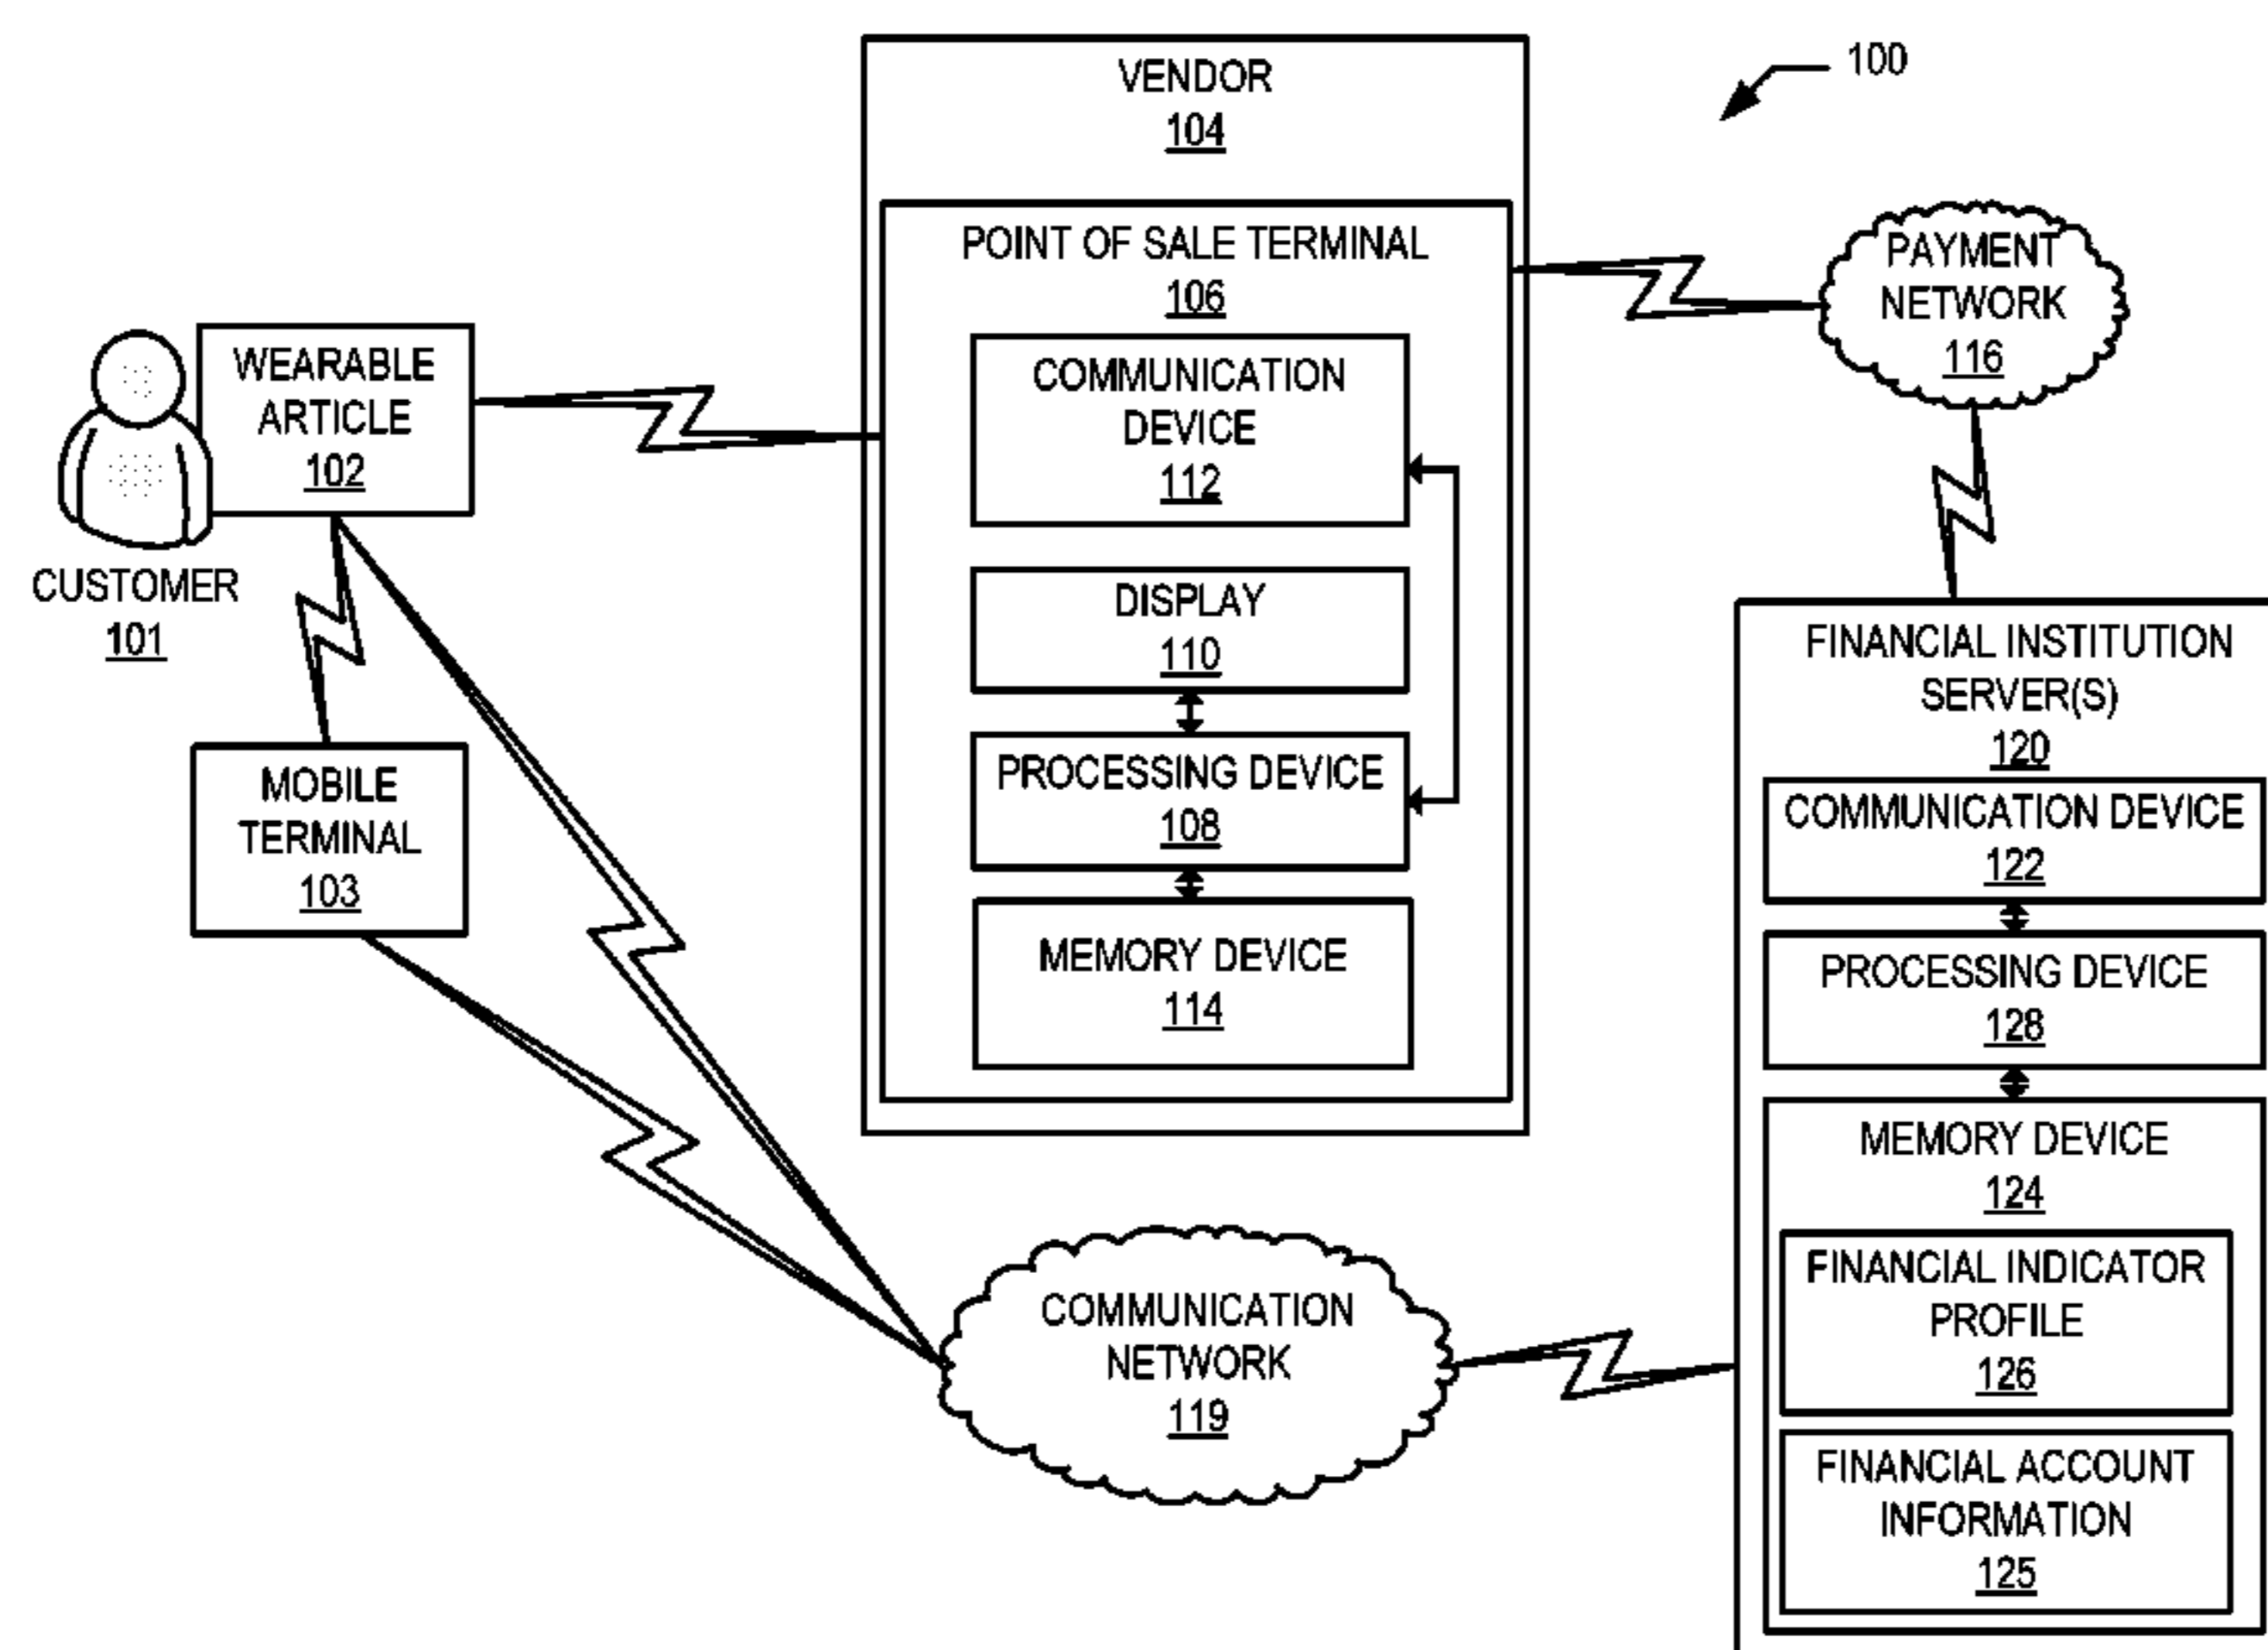 100
VENDOR
104
POINT OF SALE TERMINAL
106
COMMUNICATION
DEVICE
112
DISPLAY
110
PROCESSING DEVICE
108
MEMORY DEVICE
114
WEARABLE
ARTICLE
102
CUSTOMER
101
MOBILE
TERMINAL
103
PAYMENT
NETWORK
116
COMMUNICATION
NETWORK
119
FINANCIAL INSTITUTION
SERVER(S)
120
COMMUNICATION DEVICE
122
PROCESSING DEVICE
128
MEMORY DEVICE
124
FINANCIAL INDICATOR
PROFILE
126
FINANCIAL ACCOUNT
INFORMATION
125